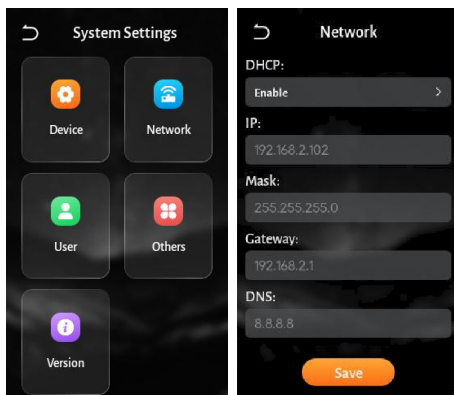 System Settings
Device
Network
User
Others
Version
Network
DHCP:
Enable
IP:
192.168.2.102
Mask:
255.255.255.0
Gateway:
192.168.2.1
DNS:
8.8.8.8
Save